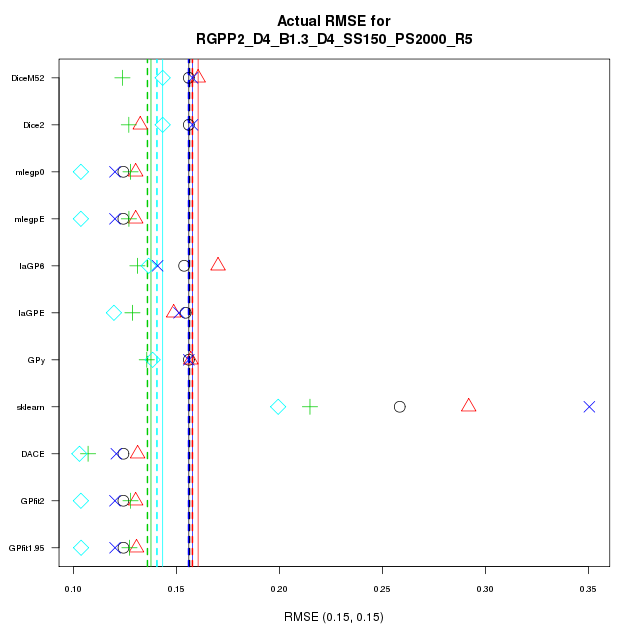 Actual RMSE for
RGPP2_D4_B1.3_D4_SS150_PS2000_R5
DiceM52
Dice2
mlegp0
mlegpE
laGP6
laGPE
GPy
sklearn
DACE
GPfit2
GPfit1.95
0.10 0.15 0.20 0.25 0.30 0.35
RMSE (0.15, 0.15)